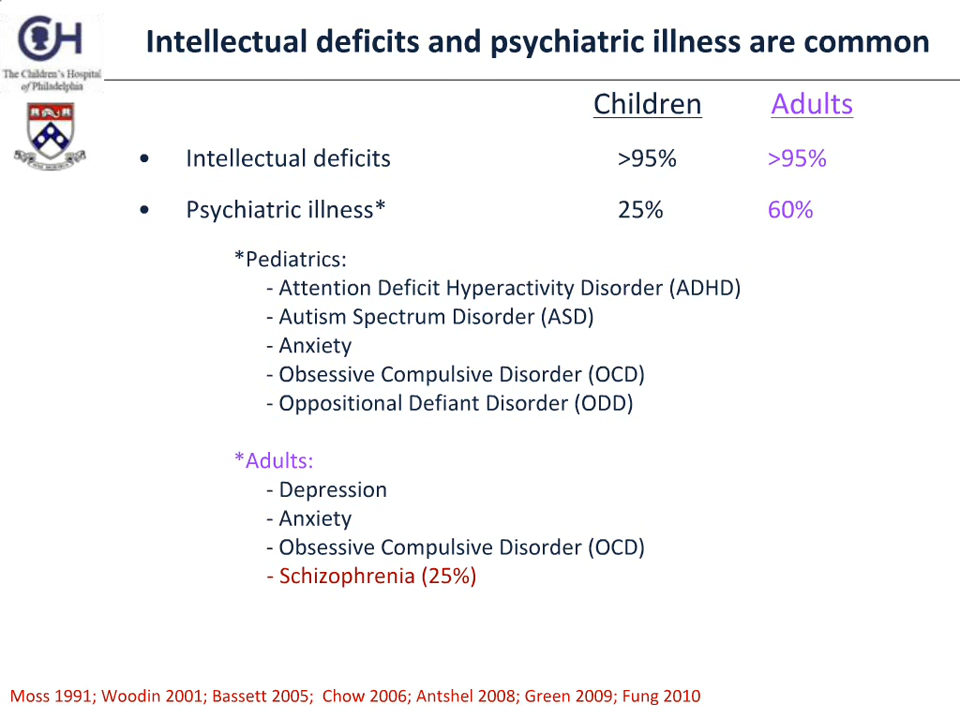 CH
The Children's Hospital
of Philadelphia
Intellectual deficits and psychiatric illness are common
Children Adults
• Intellectual deficits >95% >95%
• Psychiatric illness* 25% 60%
*Pediatrics:
- Attention Deficit Hyperactivity Disorder (ADHD)
- Autism Spectrum Disorder (ASD)
- Anxiety
- Obsessive Compulsive Disorder (OCD)
- Oppositional Defiant Disorder (ODD)
*Adults:
- Depression
- Anxiety
- Obsessive Compulsive Disorder (OCD)
- Schizophrenia (25%)
Moss 1991; Woodin 2001; Bassett 2005; Chow 2006; Antshel 2008; Green 2009; Fung 2010